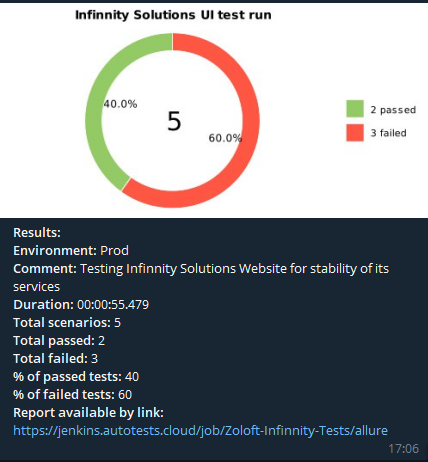 Infinnity Solutions UI test run
40.0%
5
60.0%
2 passed
3 failed
Results:
Environment: Prod
Comment: Testing Infinnity Solutions Website for stability of its
services
Duration: 00:00:55.479
Total scenarios: 5
Total passed: 2
Total failed: 3
% of passed tests: 40
% of failed tests: 60
Report available by link:
https://jenkins.autotests.cloud/job/Zoloft-Infinnity-Tests/allure
17:06